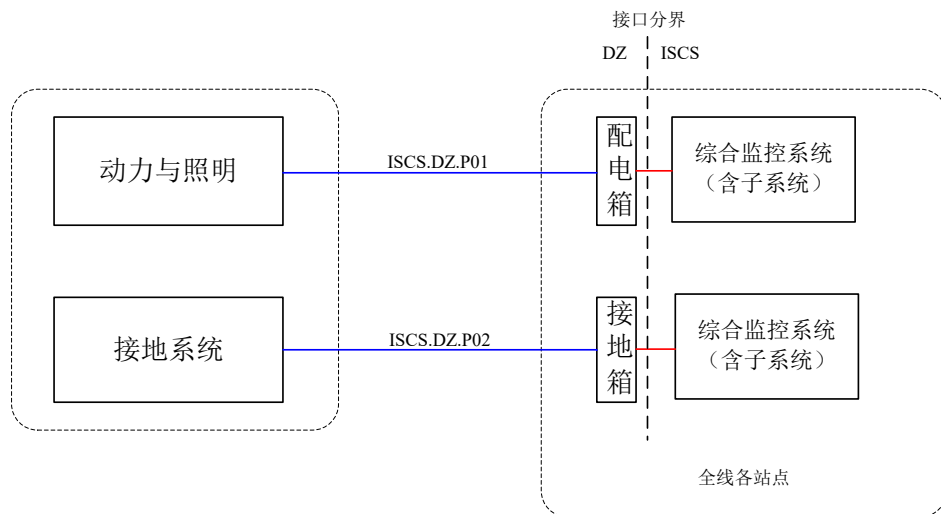 接口分界
DZ ISCS
动力与照明
ISCS.DZ.P01
配电箱
综合监控系统
（含子系统）
接地系统
ISCS.DZ.P02
接地箱
综合监控系统
（含子系统）
全线各站点